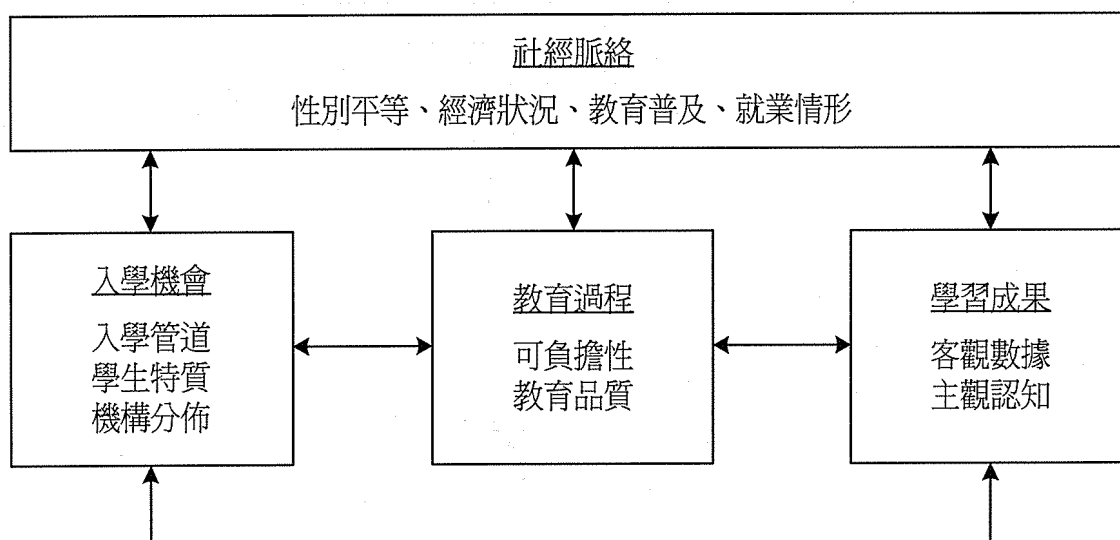 社經脈絡
性別平等、經濟狀況、教育普及、就業情形
入學機會
入學管道
學生特質
機構分佈
教育過程
可負擔性
教育品質
學習成果
客觀數據
主觀認知